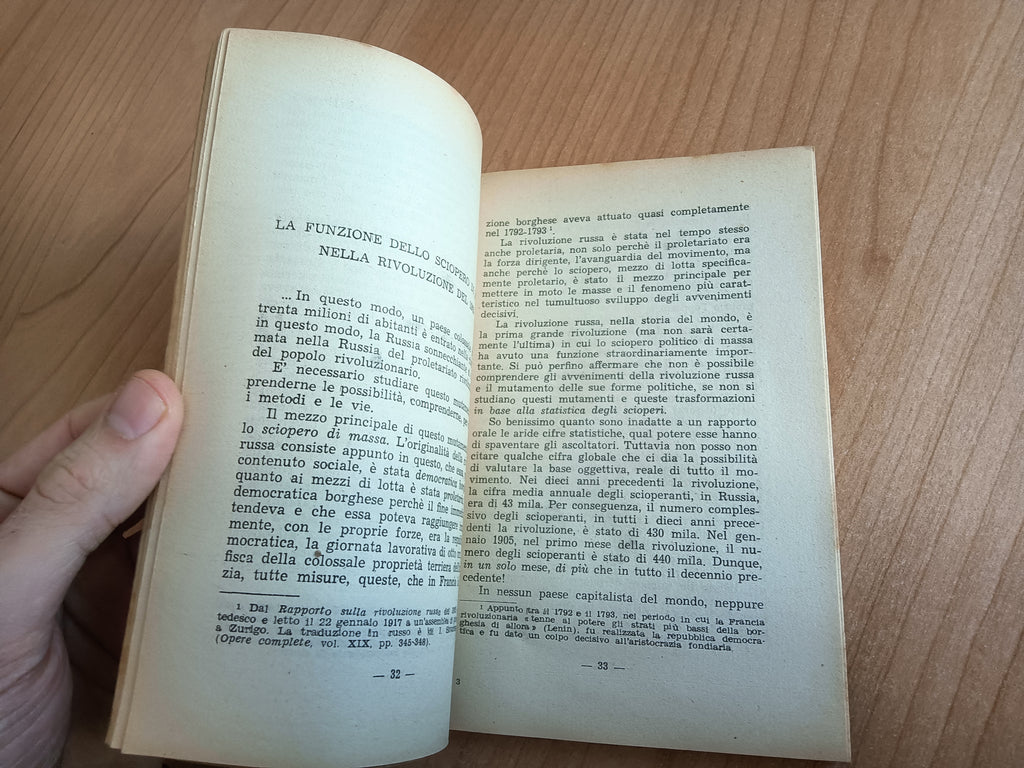 LA FUNZIONE DELLO SCIOPERO
NELLA RIVOLUZIONE DEL
... In questo modo, un paese
trenta milioni di abitanti è entrato
in questo modo, la Russia sonnecchiante
mata nella Russia del proletariato
del popolo rivoluzionario.
E' necessario studiare questo
prenderne le possibilità, comprenderne,
i metodi e le vie.
Il mezzo principale di questo
lo sciopero di massa. L'originalità della
russa consiste appunto in questo, che
contenuto sociale, è stata democratica
quanto ai mezzi di lotta è stata
democratica borghese perchè il fine
tendeva e che essa poteva raggiungere
mente, con le proprie forze, era la
mocratica, la giornata lavorativa di otto
fisca della colossale proprietà terriera
zia, tutte misure, queste, che in Francia
¹ Dal Rapporto sulla rivoluzione russa
tedesco e letto il 22 gennaio 1917 a un'assemblea
a Zurigo. La traduzione in russo è
(Opere complete, vol. XIX, pp. 345-348).
— 32 —
3
zione borghese aveva attuato quasi completamente
nel 1792-1793 ¹.
La rivoluzione russa è stata nel tempo stesso
anche proletaria, non solo perchè il proletariato era
la forza dirigente, l'avanguardia del movimento, ma
anche perchè lo sciopero, mezzo di lotta specifica-
mente proletario, è stato il mezzo principale per
mettere in moto le masse e il fenomeno più carat-
teristico nel tumultuoso sviluppo degli avvenimenti
decisivi.
La rivoluzione russa, nella storia del mondo, è
la prima grande rivoluzione (ma non sarà certa-
mente l'ultima) in cui lo sciopero politico di massa
ha avuto una funzione straordinariamente impor-
tante. Si può perfino affermare che non è possibile
comprendere gli avvenimenti della rivoluzione russa
e il mutamento delle sue forme politiche, se non si
studiano questi mutamenti e queste trasformazioni
in base alla statistica degli scioperi.
So benissimo quanto sono inadatte a un rapporto
orale le aride cifre statistiche, qual potere esse hanno
di spaventar gli ascoltatori. Tuttavia non posso non
citare qualche cifra globale che ci dia la possibilità
di valutare la base oggettiva, reale di tutto il mo-
vimento. Nei dieci anni precedenti la rivoluzione,
la cifra media annuale degli scioperanti, in Russia,
era di 43 mila. Per conseguenza, il numero comples-
sivo degli scioperanti, in tutti i dieci anni prece-
denti la rivoluzione, è stato di 430 mila. Nel gen-
naio 1905, nel primo mese della rivoluzione, il nu-
mero degli scioperanti è stato di 440 mila. Dunque,
in un solo mese, di più che in tutto il decennio pre-
cedente!
In nessun paese capitalista del mondo, neppure
¹ Appunto tra il 1792 e il 1793, nel periodo in cui la Francia
rivoluzionaria « tenne al potere gli strati più bassi della bor-
ghesia di allora » (Lenin), fu realizzata la repubblica democra-
tica e fu dato un colpo decisivo all'aristocrazia fondiaria.
— 33 —